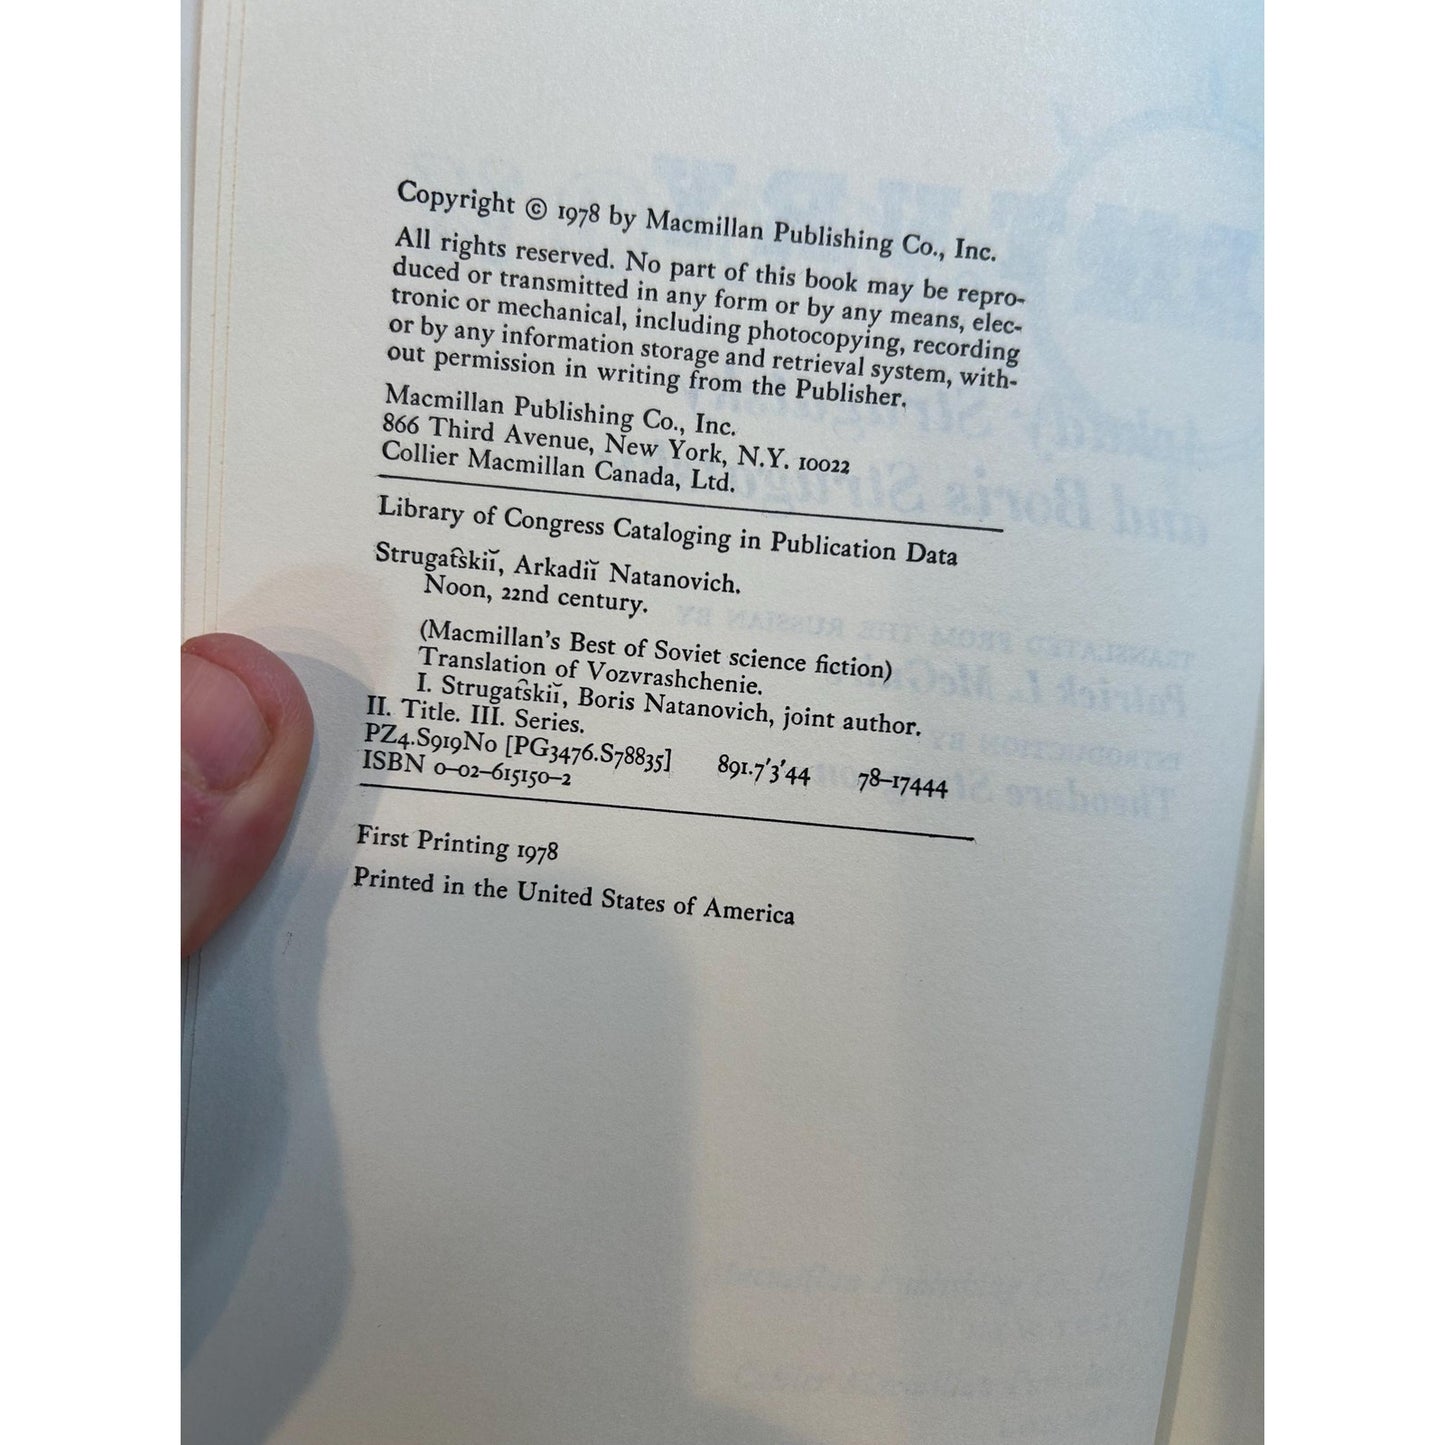 Copyright © 1978 by Macmillan Publishing Co., Inc.
All rights reserved. No part of this book may be repro-
duced or transmitted in any form or by any means, elec-
tronic or mechanical, including photocopying, recording
or by any information storage and retrieval system, with-
out permission in writing from the Publisher.
Macmillan Publishing Co., Inc.
866 Third Avenue, New York, N.Y. 10022
Collier Macmillan Canada, Ltd.
Library of Congress Cataloging in Publication Data
Strugat͡skiĭ, Arkadiĭ Natanovich.
Noon, 22nd century.
(Macmillan's Best of Soviet science fiction)
Translation of Vozvrashchenie.
I. Strugat͡skiĭ, Boris Natanovich, joint author.
II. Title. III. Series.
PZ4.S919No [PG3476.S78835] 891.7'3'44 78–17444
ISBN 0–02–615150–2
First Printing 1978
Printed in the United States of America